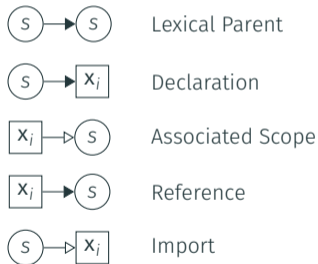 S S Lexical Parent
S xᵢ Declaration
xᵢ S Associated Scope
xᵢ S Reference
S xᵢ Import